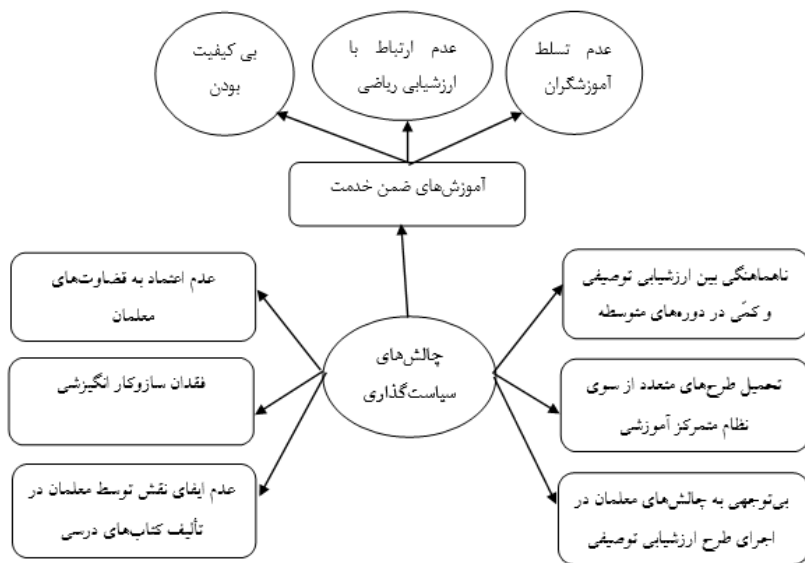 عدم تسلط
آموزشگران
عدم ارتباط با
ارزشیابی ریاضی
بی کیفیت
بودن
آموزش‌های ضمن خدمت
ناهماهنگی بین ارزشیابی توصیفی
و کمّی در دوره‌های متوسطه
عدم اعتماد به قضاوت‌های
معلمان
چالش‌های
سیاست‌گذاری
تحمیل طرح‌های متعدد از سوی
نظام متمرکز آموزشی
فقدان سازوکار انگیزشی
بی‌توجهی به چالش‌های معلمان در
اجرای طرح ارزشیابی توصیفی
عدم ایفای نقش توسط معلمان در
تألیف کتاب‌های درسی